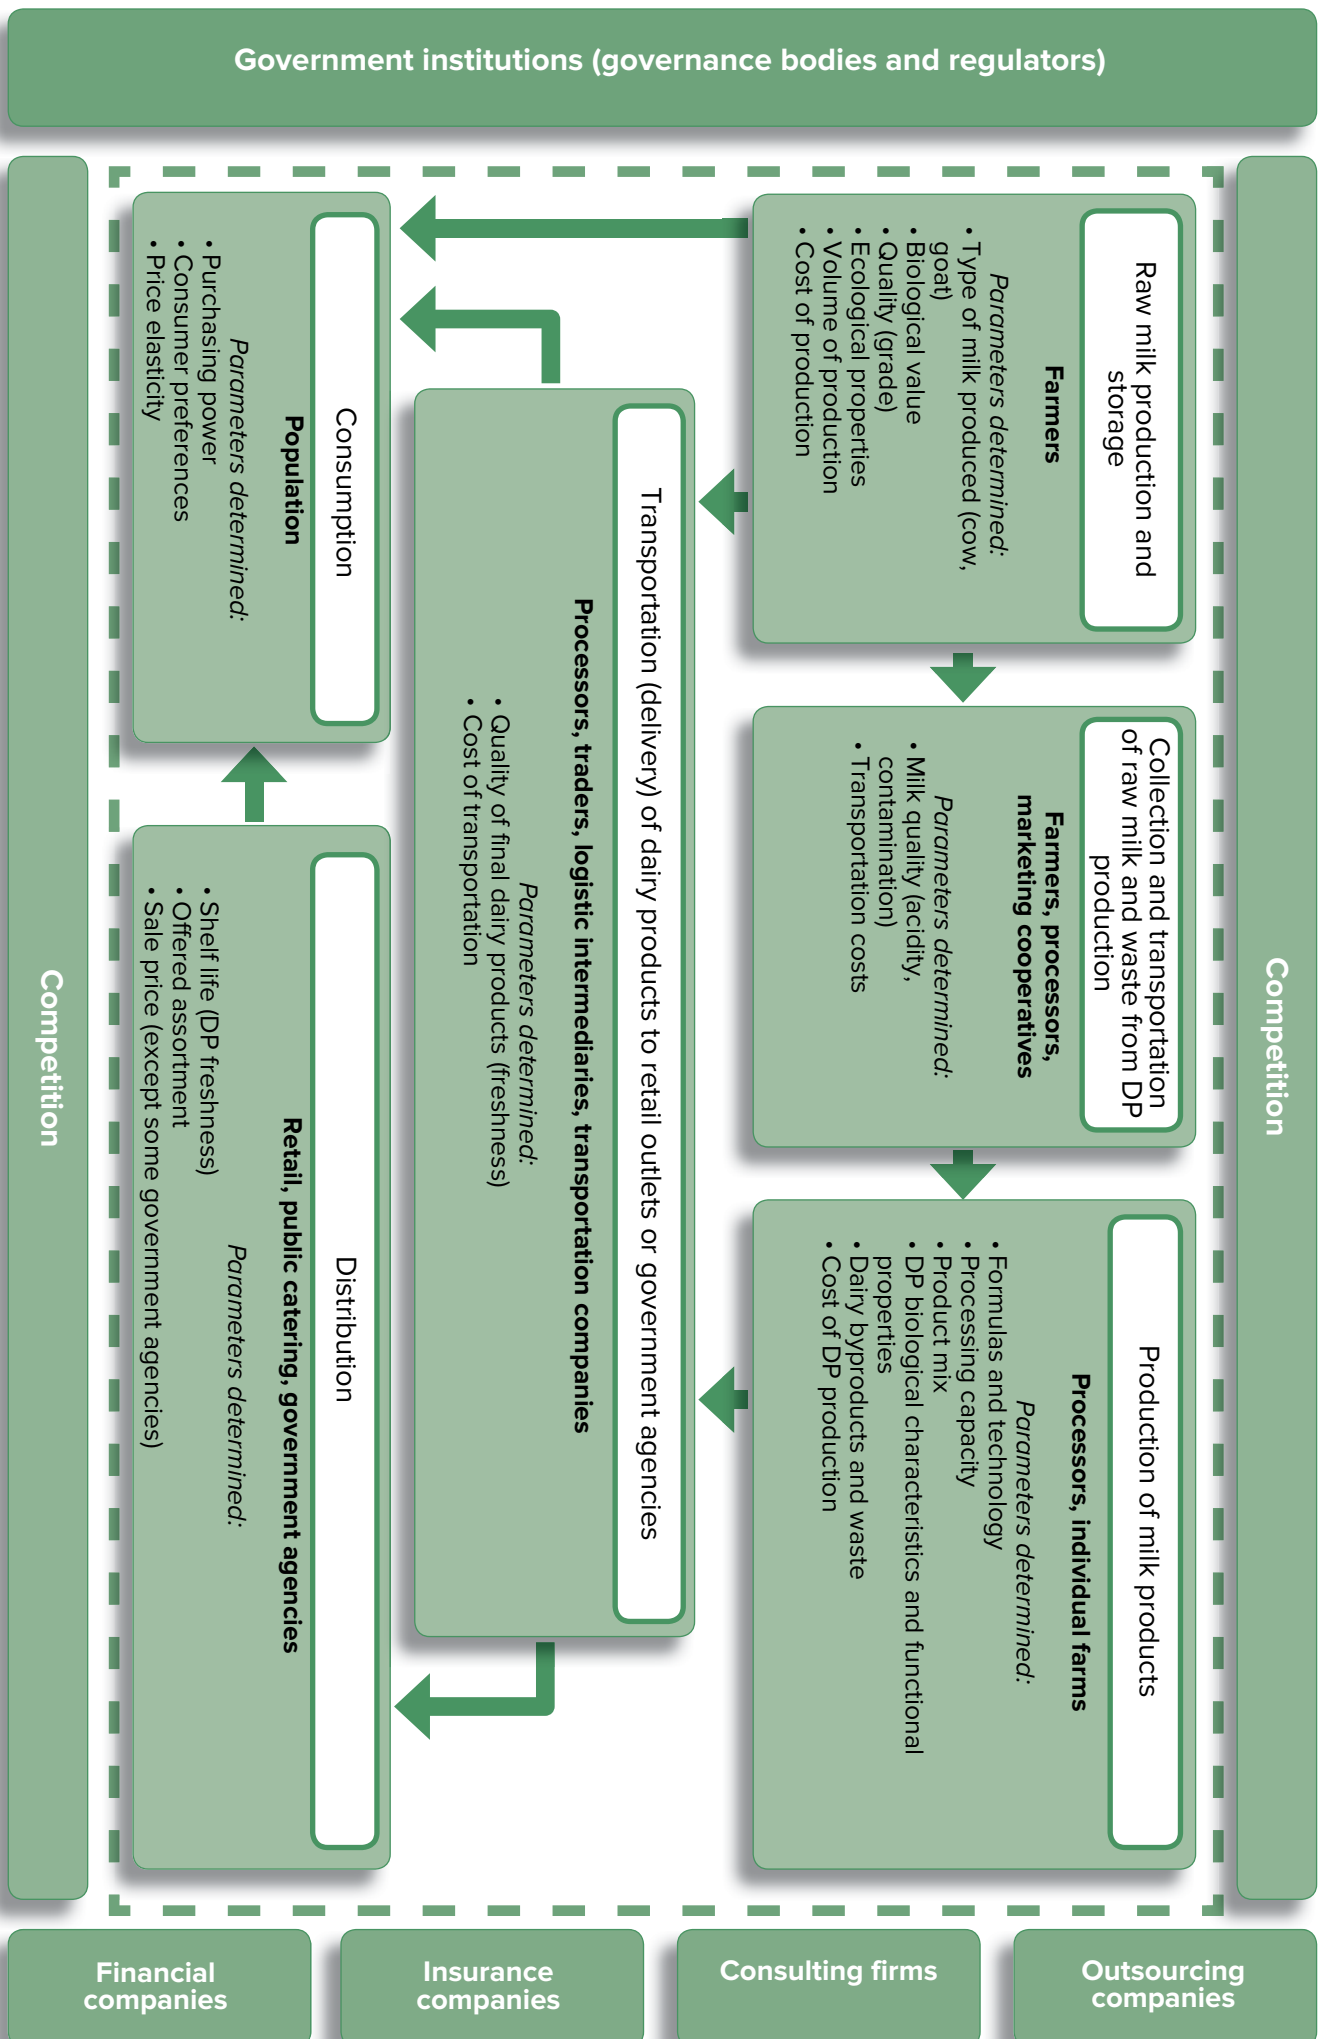 Government institutions (governance bodies and regulators)
Competition
Raw milk production and
storage
Farmers
Parameters determined:
• Type of milk produced (cow,
goat)
• Biological value
• Quality (grade)
• Ecological properties
• Volume of production
• Cost of production
Collection and transportation
of raw milk and waste from DP
production
Farmers, processors,
marketing cooperatives
Parameters determined:
• Milk quality (acidity,
contamination)
• Transportation costs
Production of milk products
Processors, individual farms
Parameters determined:
• Formulas and technology
• Processing capacity
• Product mix
• DP biological characteristics and functional
properties
• Dairy byproducts and waste
• Cost of DP production
Transportation (delivery) of dairy products to retail outlets or government agencies
Processors, traders, logistic intermediaries, transportation companies
Parameters determined:
• Quality of final dairy products (freshness)
• Cost of transportation
Consumption
Population
Parameters determined:
• Purchasing power
• Consumer preferences
• Price elasticity
Distribution
Retail, public catering, government agencies
Parameters determined:
• Shelf life (DP freshness)
• Offered assortment
• Sale price (except some government agencies)
Competition
Financial
companies
Insurance
companies
Consulting firms
Outsourcing
companies